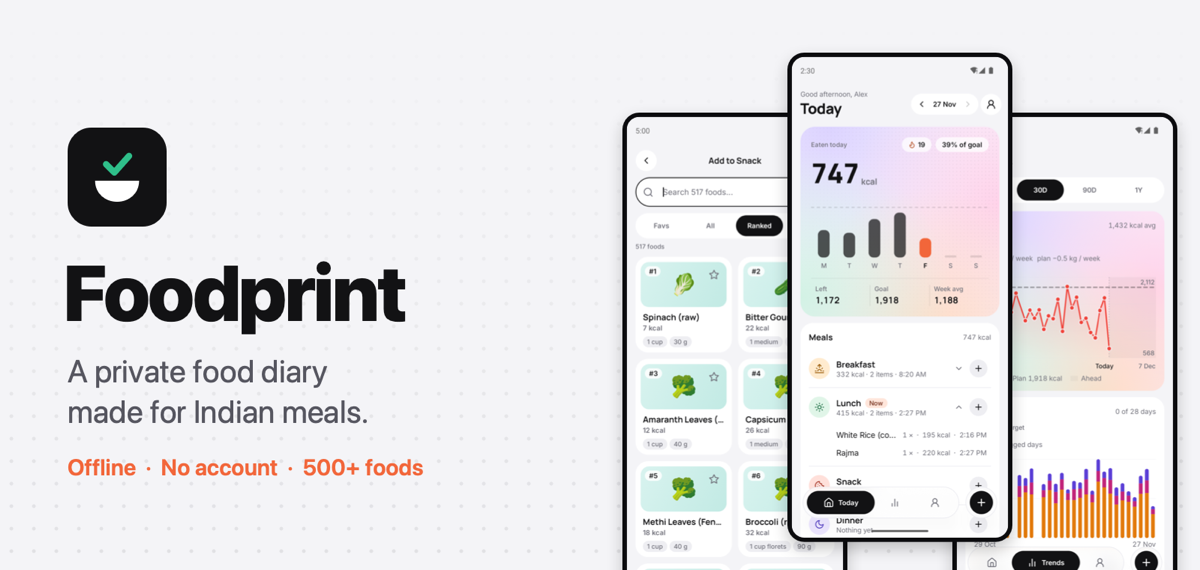 Foodprint
A private food diary
made for Indian meals.
Offline · No account · 500+ foods
5:00
Add to Snack
Search 517 foods...
Favs All Ranked
517 foods
#1 #2
Spinach (raw) Bitter Gou
7 kcal 22 kcal
1 cup 30 g 1 medium
#3 #4
Amaranth Leaves (... Capsicum
12 kcal 26 kcal
1 cup 40 g 1 medium
#5 #6
Methi Leaves (Fen... Broccoli (r
18 kcal 32 kcal
1 cup 40 g 1 cup florets 90 g
2:30
Good afternoon, Alex
Today
27 Nov
Eaten today 19 39% of goal
747 kcal
M T W T F S S
Left Goal Week avg
1,172 1,918 1,188
Meals 747 kcal
Breakfast
332 kcal · 2 items · 8:20 AM
Lunch Now
415 kcal · 2 items · 2:27 PM
White Rice (co... 1 × · 195 kcal · 2:16 PM
Rajma 1 × · 220 kcal · 2:27 PM
Snack
Today
Dinner
Nothing yet
30D 90D 1Y
1,432 kcal avg
/ week plan −0.5 kg / week
2,112
568
Today 7 Dec
Plan 1,918 kcal Ahead
0 of 28 days
rget
ged days
29 Oct 27 Nov
Trends